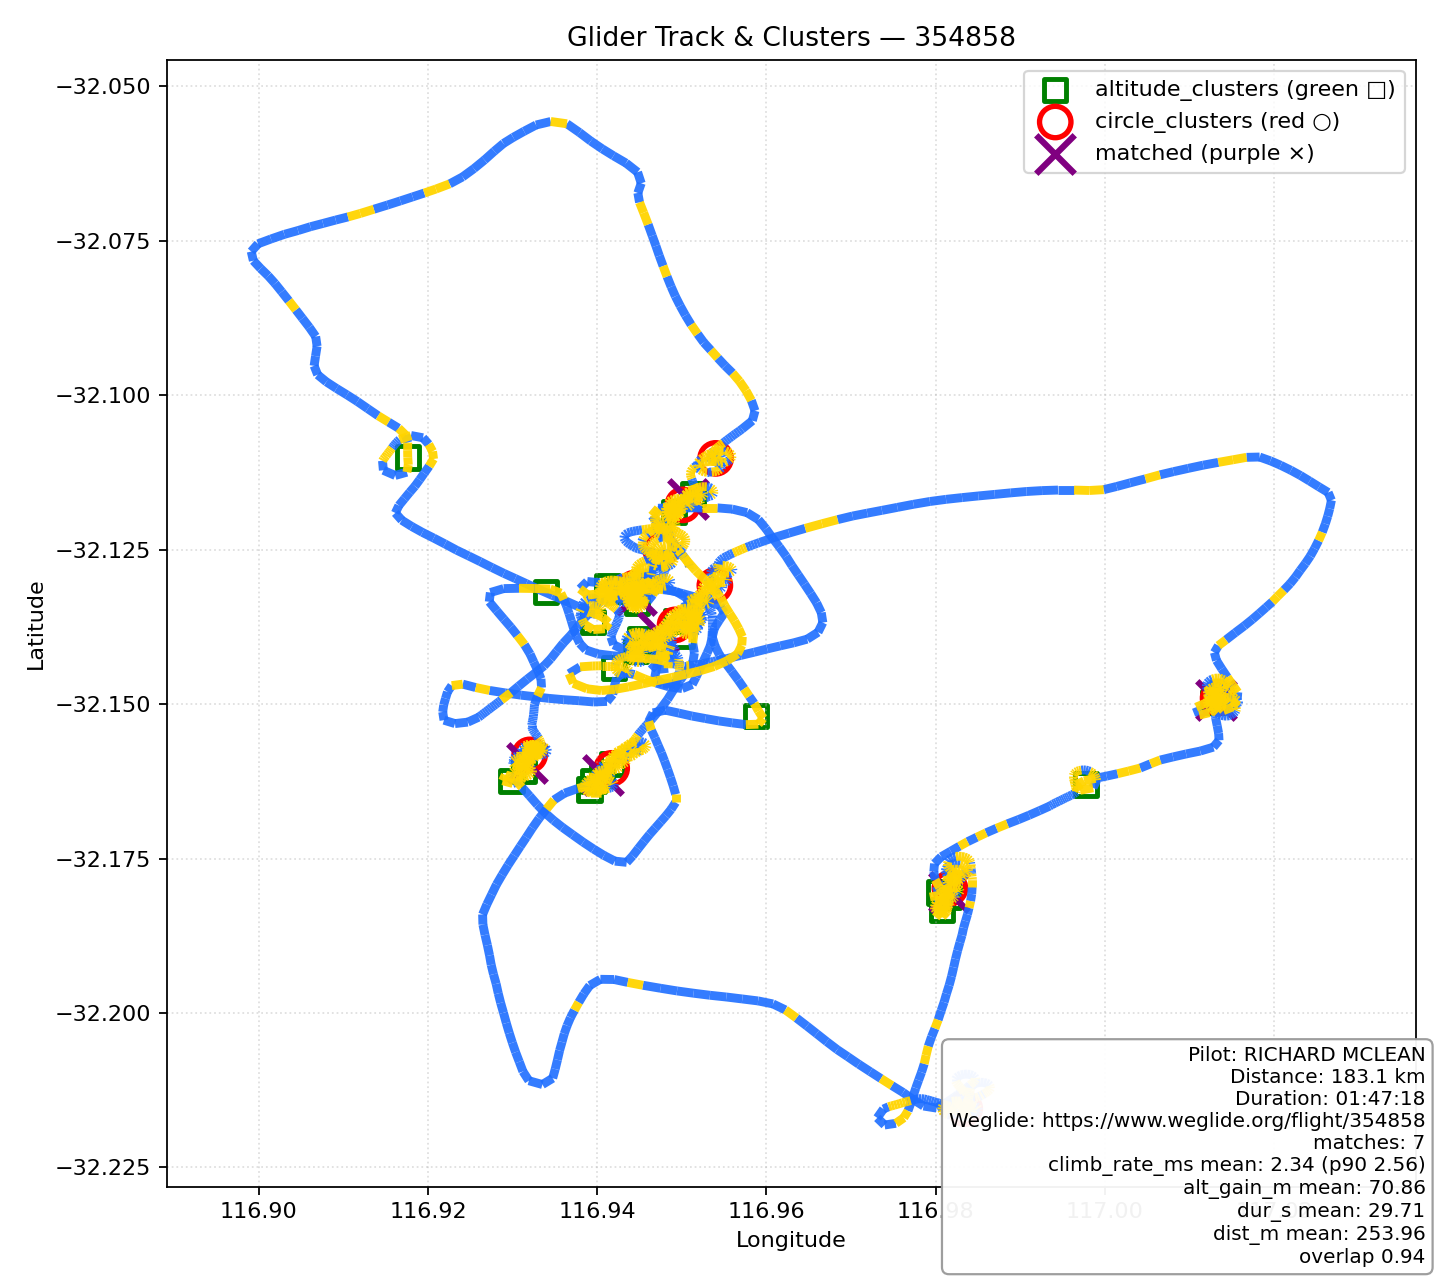 Glider Track & Clusters — 354858
altitude_clusters (green □)
circle_clusters (red ○)
matched (purple ×)
Latitude
−32.050
−32.075
−32.100
−32.125
−32.150
−32.175
−32.200
−32.225
116.90
116.92
116.94
116.96
116.98
117.00
Longitude
Pilot: RICHARD MCLEAN
Distance: 183.1 km
Duration: 01:47:18
Weglide: https://www.weglide.org/flight/354858
matches: 7
climb_rate_ms mean: 2.34 (p90 2.56)
alt_gain_m mean: 70.86
dur_s mean: 29.71
dist_m mean: 253.96
overlap 0.94